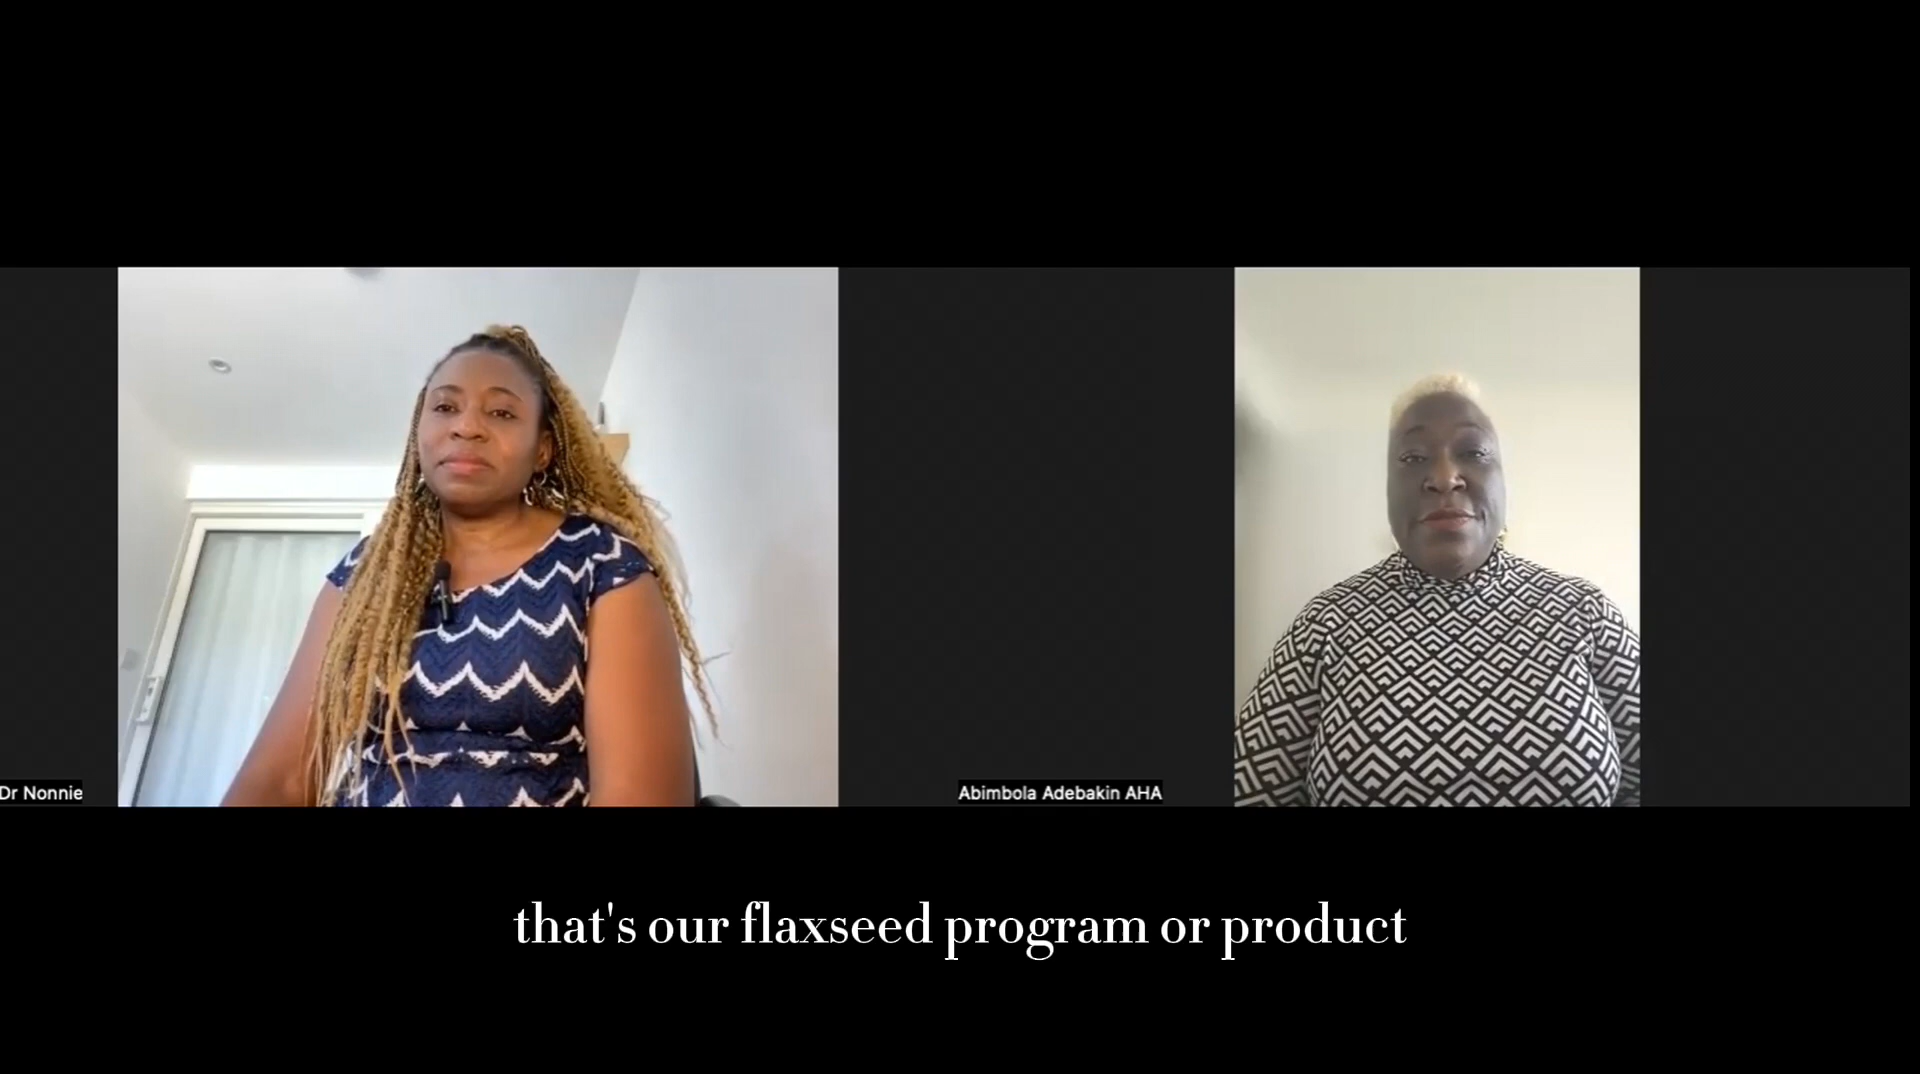 Dr Nonnie
Abimbola Adebakin AHA
that's our flaxseed program or product